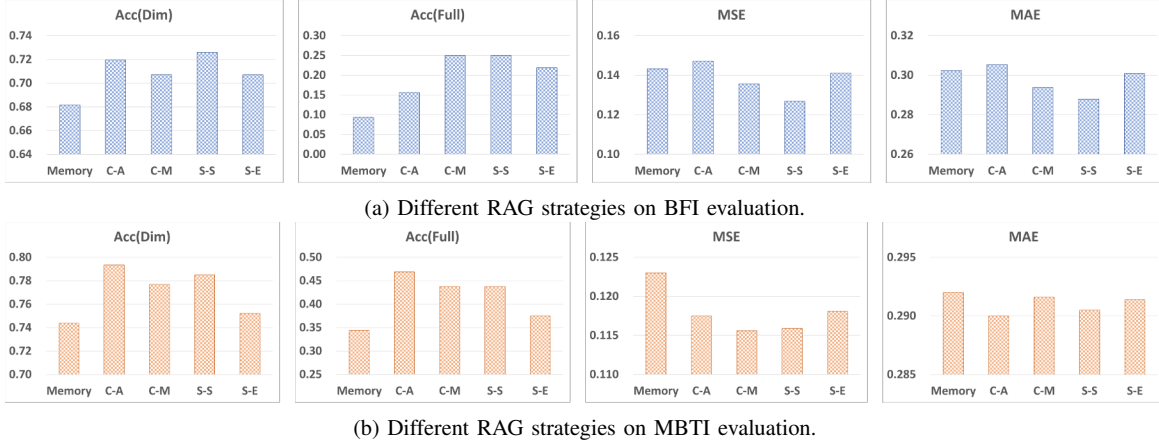 Acc(Dim)
0.74
0.72
0.70
0.68
0.66
0.64
Memory C-A C-M S-S S-E
Acc(Full)
0.30
0.25
0.20
0.15
0.10
0.05
0.00
Memory C-A C-M S-S S-E
MSE
0.16
0.14
0.12
0.10
Memory C-A C-M S-S S-E
MAE
0.32
0.30
0.28
0.26
Memory C-A C-M S-S S-E
(a) Different RAG strategies on BFI evaluation.
Acc(Dim)
0.80
0.78
0.76
0.74
0.72
0.70
Memory C-A C-M S-S S-E
Acc(Full)
0.50
0.45
0.40
0.35
0.30
0.25
Memory C-A C-M S-S S-E
MSE
0.125
0.120
0.115
0.110
Memory C-A C-M S-S S-E
MAE
0.295
0.290
0.285
Memory C-A C-M S-S S-E
(b) Different RAG strategies on MBTI evaluation.